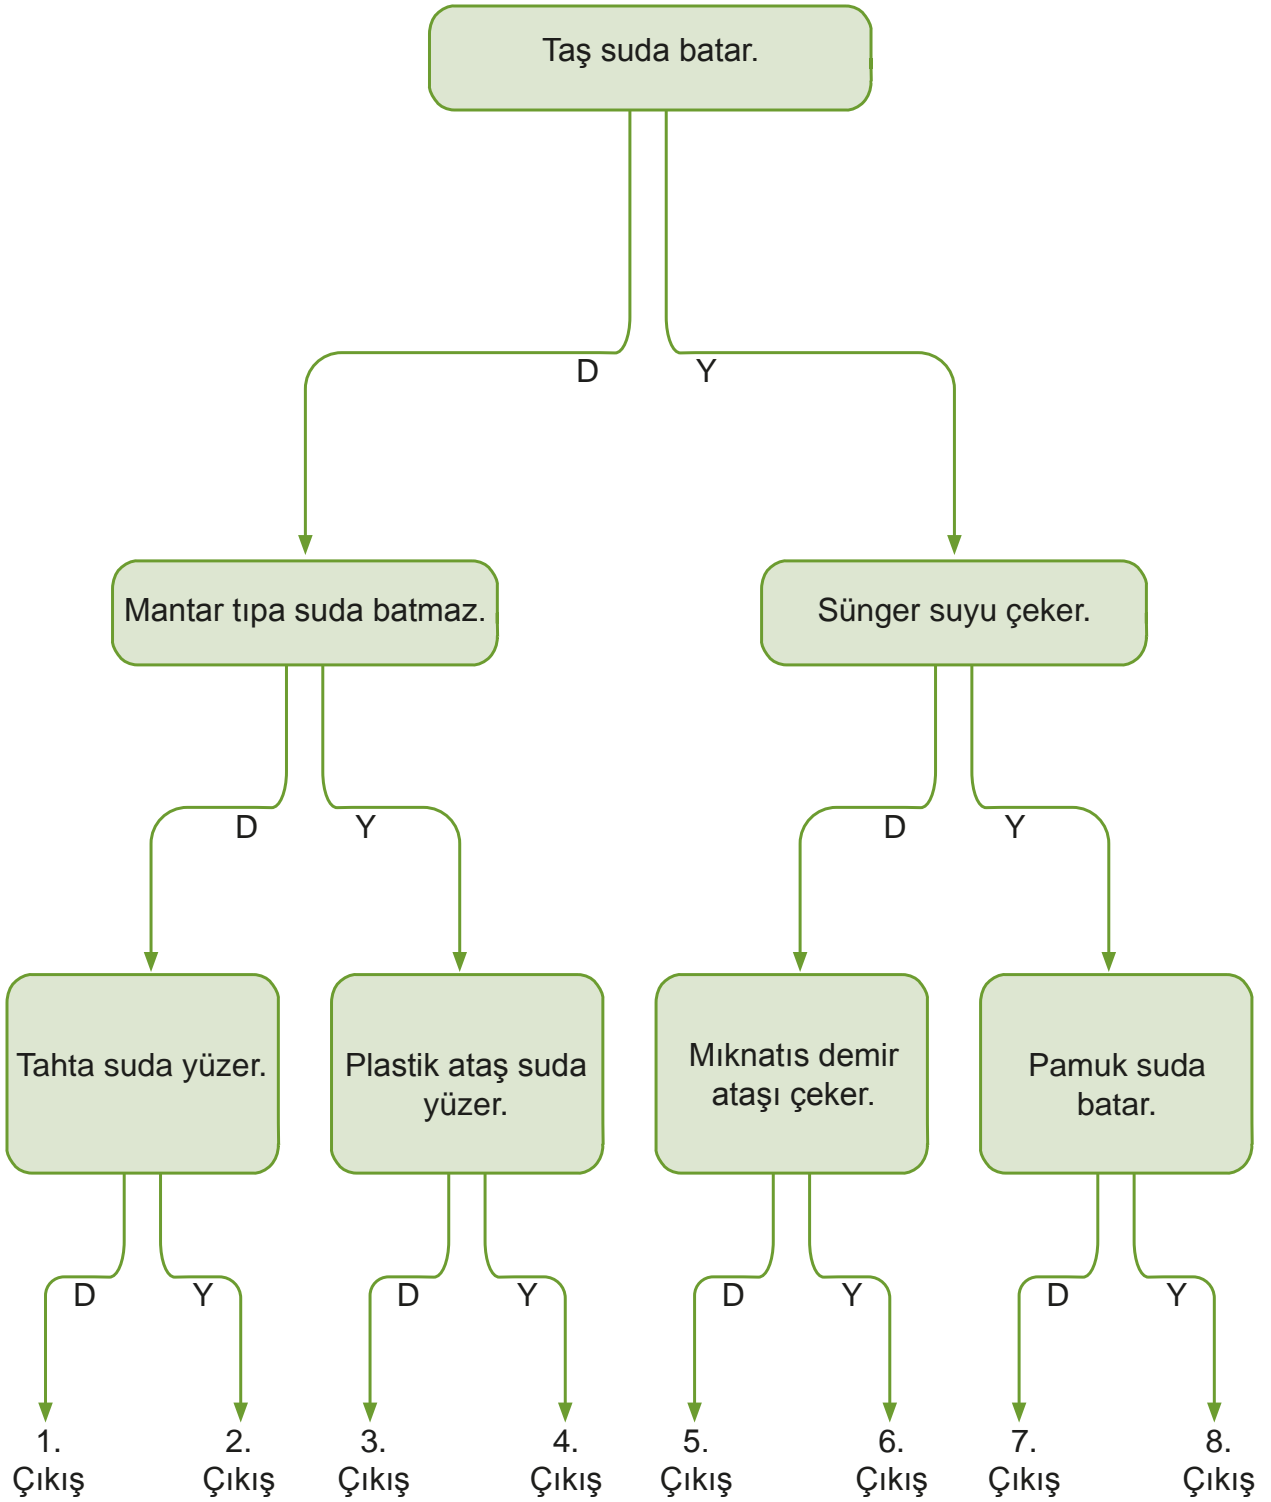 Taş suda batar.
D
Y
Mantar tıpa suda batmaz.
Sünger suyu çeker.
D
Y
D
Y
Tahta suda yüzer.
Plastik ataş suda
yüzer.
Mıknatıs demir
ataşı çeker.
Pamuk suda
batar.
D
Y
D
Y
D
Y
D
Y
1.
Çıkış
2.
Çıkış
3.
Çıkış
4.
Çıkış
5.
Çıkış
6.
Çıkış
7.
Çıkış
8.
Çıkış